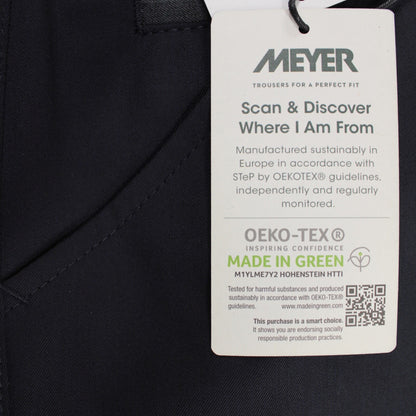 MEYER
TROUSERS FOR A PERFECT FIT
Scan & Discover
Where I Am From
Manufactured sustainably in
Europe in accordance with
STeP by OEKOTEX® guidelines,
independently and regularly
monitored.
OEKO-TEX®
INSPIRING CONFIDENCE
MADE IN GREEN
M1YLME7Y2 HOHENSTEIN HTTI
Tested for harmful substances and produced
sustainably in accordance with OEKO-TEX®
guidelines. www.madeingreen.com
This purchase is a smart choice.
It shows you are endorsing socially
responsible production practices.